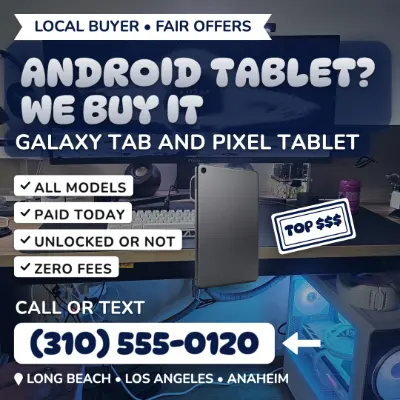 LOCAL BUYER • FAIR OFFERS
ANDROID TABLET?
WE BUY IT
GALAXY TAB AND PIXEL TABLET
ALL MODELS
PAID TODAY
UNLOCKED OR NOT
ZERO FEES
TOP $$$
CALL OR TEXT
(310) 555-0120
LONG BEACH • LOS ANGELES • ANAHEIM